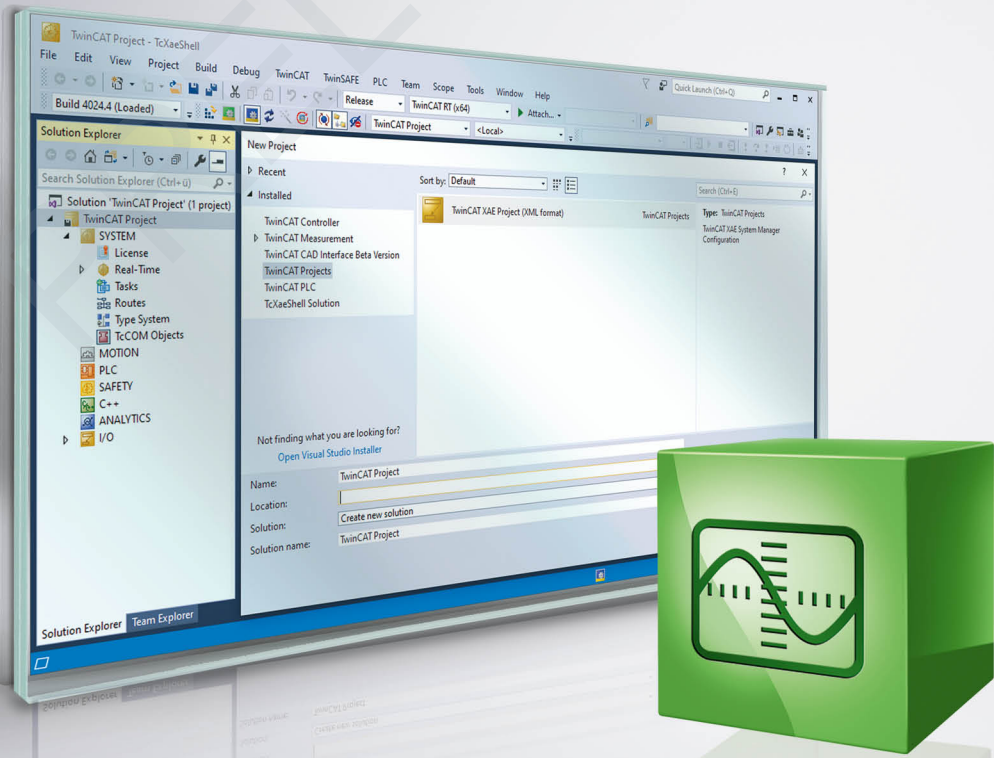 TwinCAT Project - TcXaeShell
File Edit View Project Build Debug TwinCAT TwinSAFE PLC Team Scope Tools Window Help
Quick Launch (Ctrl+Q)
Release TwinCAT RT (x64) Attach...
Build 4024.4 (Loaded) TwinCAT Project <Local>
Solution Explorer
Search Solution Explorer (Ctrl+ü)
Solution 'TwinCAT Project' (1 project)
TwinCAT Project
SYSTEM
License
Real-Time
Tasks
Routes
Type System
TcCOM Objects
MOTION
PLC
SAFETY
C++
ANALYTICS
I/O
Solution Explorer Team Explorer
New Project
? X
Recent
Installed
TwinCAT Controller
TwinCAT Measurement
TwinCAT CAD Interface Beta Version
TwinCAT Projects
TwinCAT PLC
TcXaeShell Solution
Not finding what you are looking for?
Open Visual Studio Installer
Sort by: Default
TwinCAT XAE Project (XML format) TwinCAT Projects
Search (Ctrl+E)
Type: TwinCAT Projects
TwinCAT XAE System Manager
Configuration
Name: TwinCAT Project
Location:
Solution: Create new solution
Solution name: TwinCAT Project